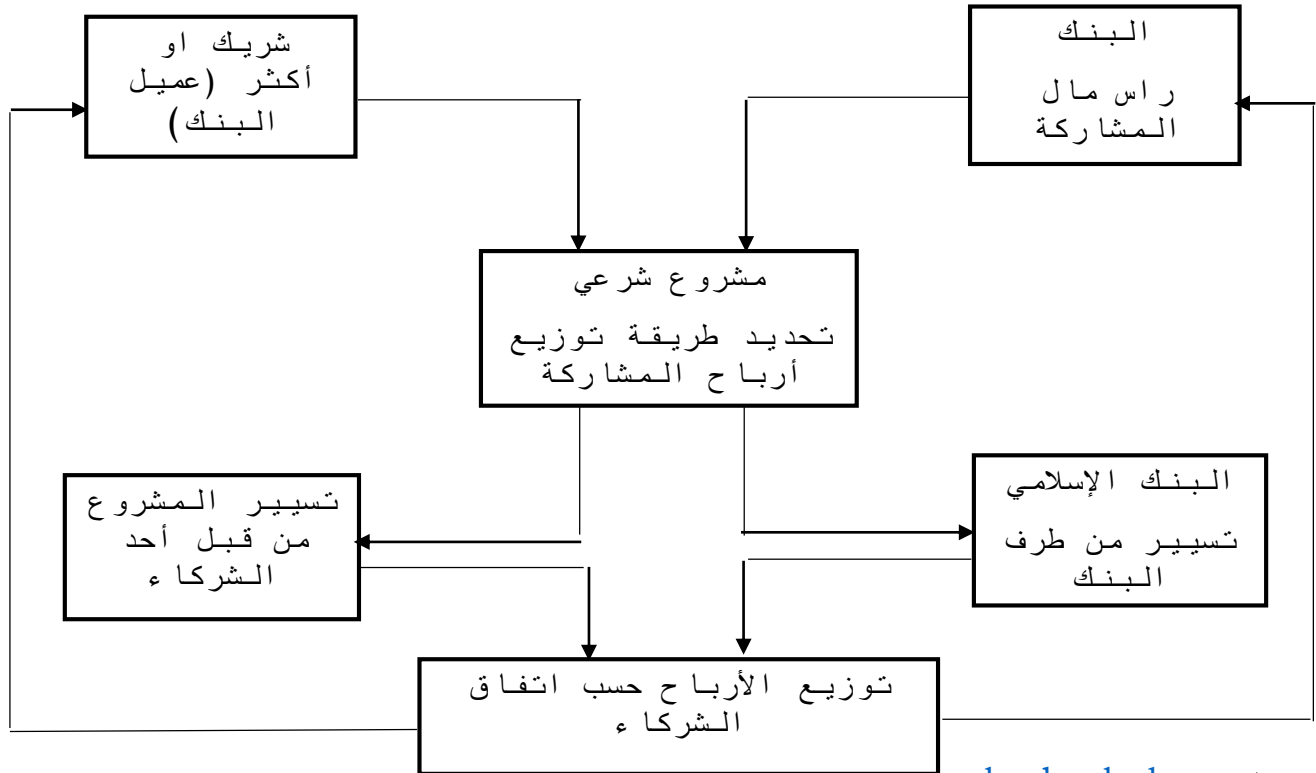 البنك
راس مال
المشاركة
شريك او
أكثر (عميل
البنك)
مشروع شرعي
تحديد طريقة توزيع
أرباح المشاركة
البنك الإسلامي
تسيير من طرف
البنك
تسيير المشروع
من قبل أحد
الشركاء
توزيع الأرباح حسب اتفاق
الشركاء